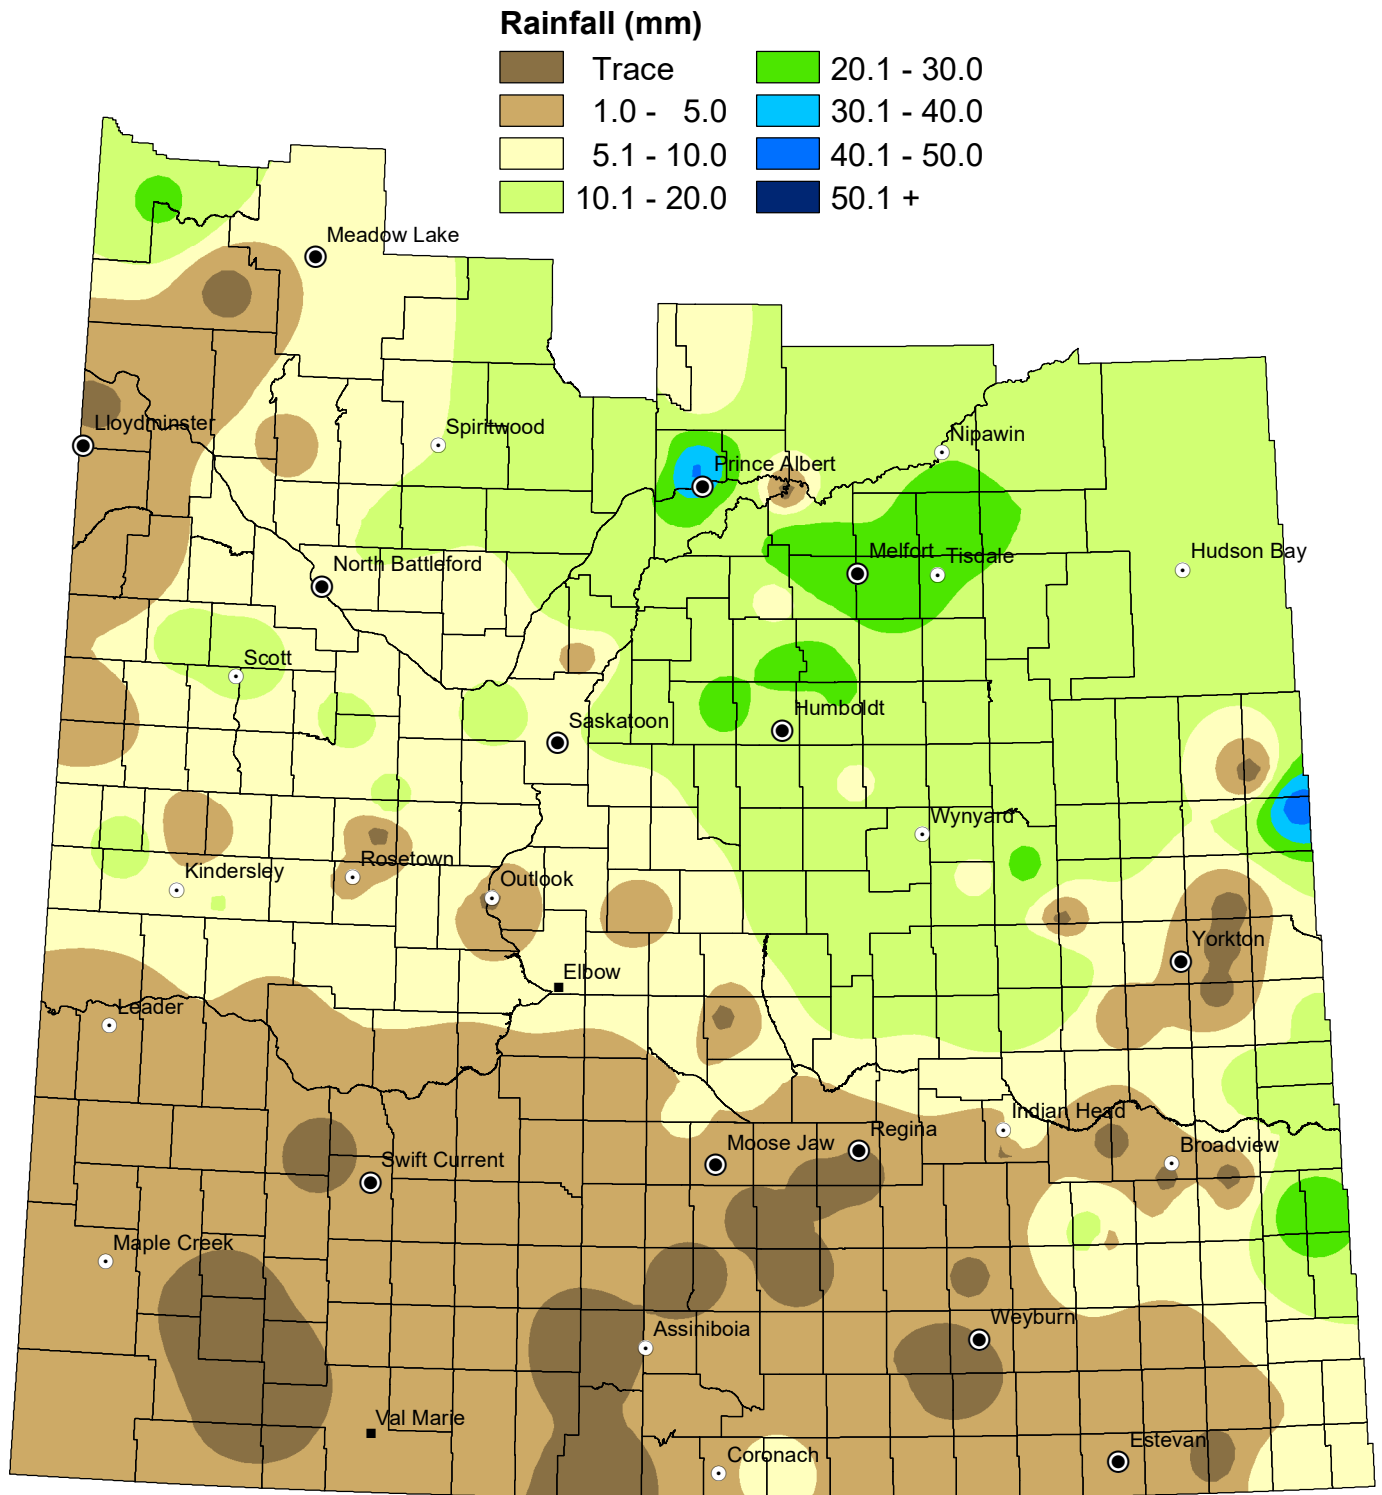 Rainfall (mm)
Trace
20.1 - 30.0
1.0 - 5.0
30.1 - 40.0
5.1 - 10.0
40.1 - 50.0
10.1 - 20.0
50.1 +
Meadow Lake
Lloydminster
Spiritwood
Nipawin
Prince Albert
Melfort
Tisdale
Hudson Bay
North Battleford
Scott
Humboldt
Saskatoon
Wynyard
Rosetown
Kindersley
Outlook
Yorkton
Elbow
Leader
Indian Head
Regina
Moose Jaw
Broadview
Swift Current
Maple Creek
Weyburn
Assiniboia
Val Marie
Estevan
Coronach